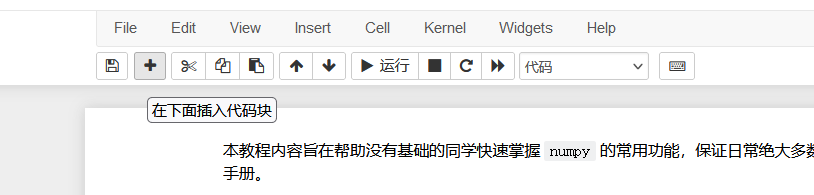 File Edit View Insert Cell Kernel Widgets Help
运行 代码
在下面插入代码块
本教程内容旨在帮助没有基础的同学快速掌握 numpy 的常用功能，保证日常绝大多数
手册。